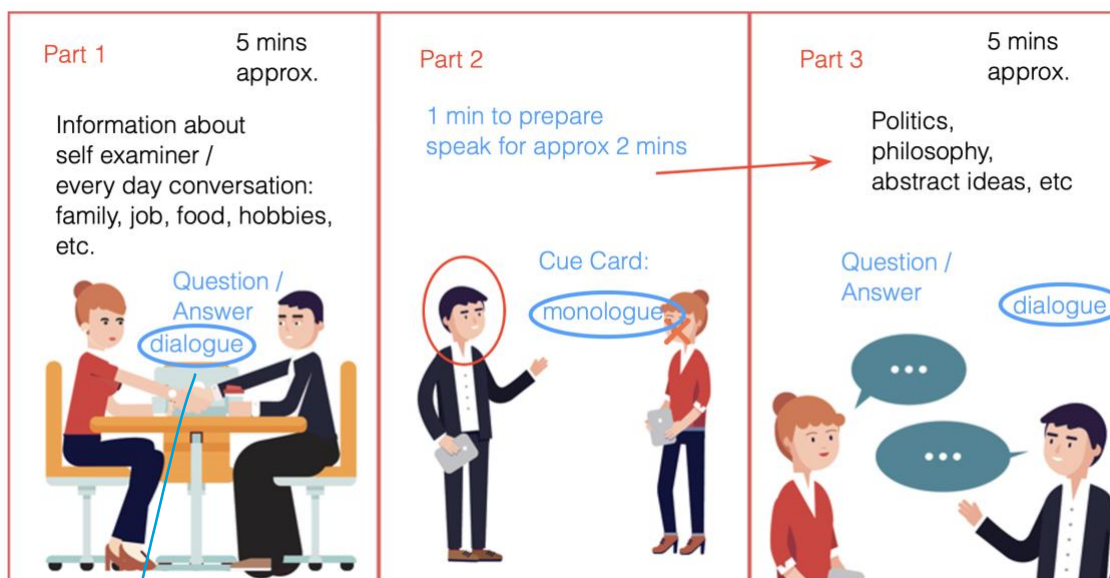 Part 1
5 mins
approx.
Information about
self examiner /
every day conversation:
family, job, food, hobbies,
etc.
Question /
Answer
dialogue
Part 2
1 min to prepare
speak for approx 2 mins
Cue Card:
monologue
Part 3
5 mins
approx.
Politics,
philosophy,
abstract ideas, etc
Question /
Answer
dialogue